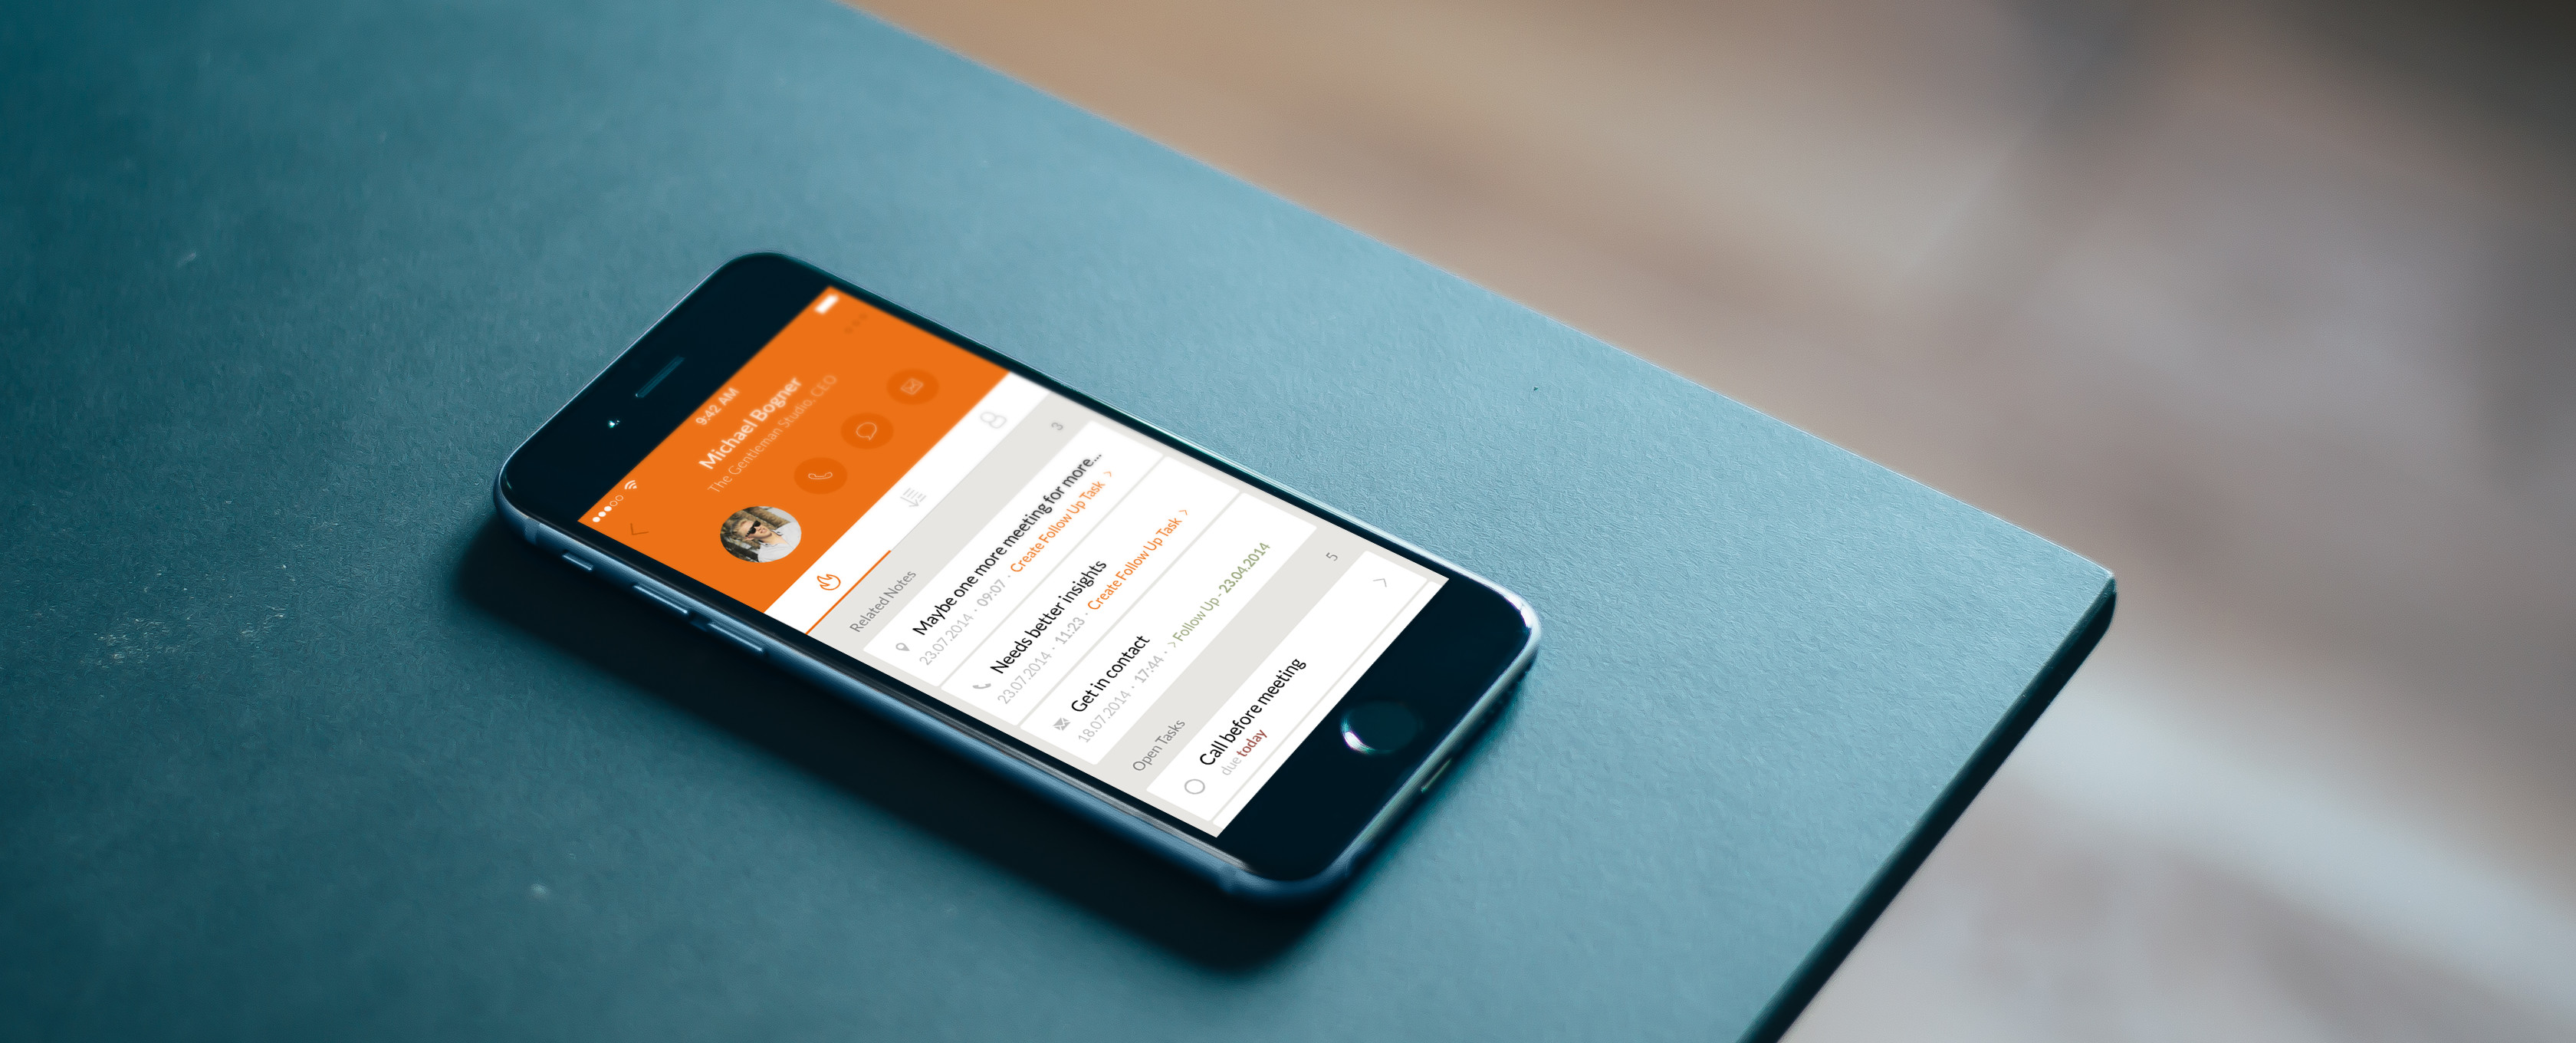 9:42 AM
Michael Bogner
The Gentleman Studio, CEO
Related Notes
3
Maybe one more meeting for more...
23.07.2014 · 09:07 · Create Follow Up Task >
Needs better insights
23.07.2014 · 11:23 · Create Follow Up Task >
Get in contact
18.07.2014 · 17:44 · > Follow Up - 23.04.2014
Open Tasks
5
Call before meeting
due today